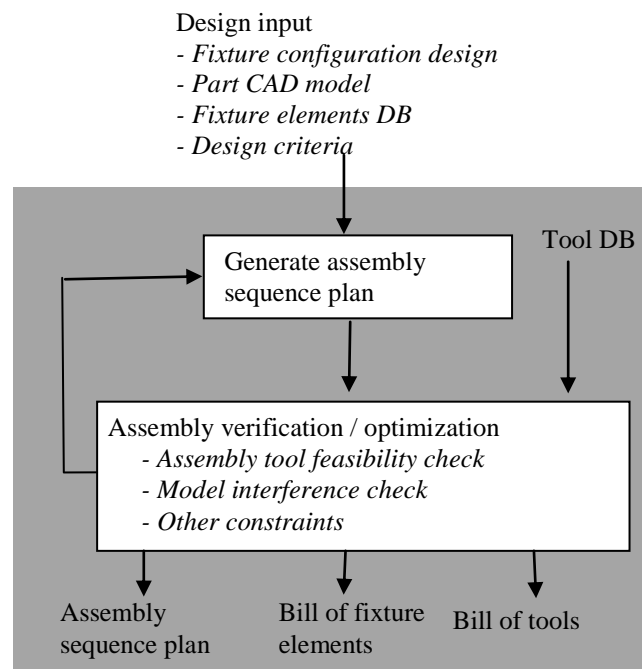 Design input
- Fixture configuration design
- Part CAD model
- Fixture elements DB
- Design criteria
Tool DB
Generate assembly
sequence plan
Assembly verification / optimization
- Assembly tool feasibility check
- Model interference check
- Other constraints
Assembly
sequence plan
Bill of fixture
elements
Bill of tools